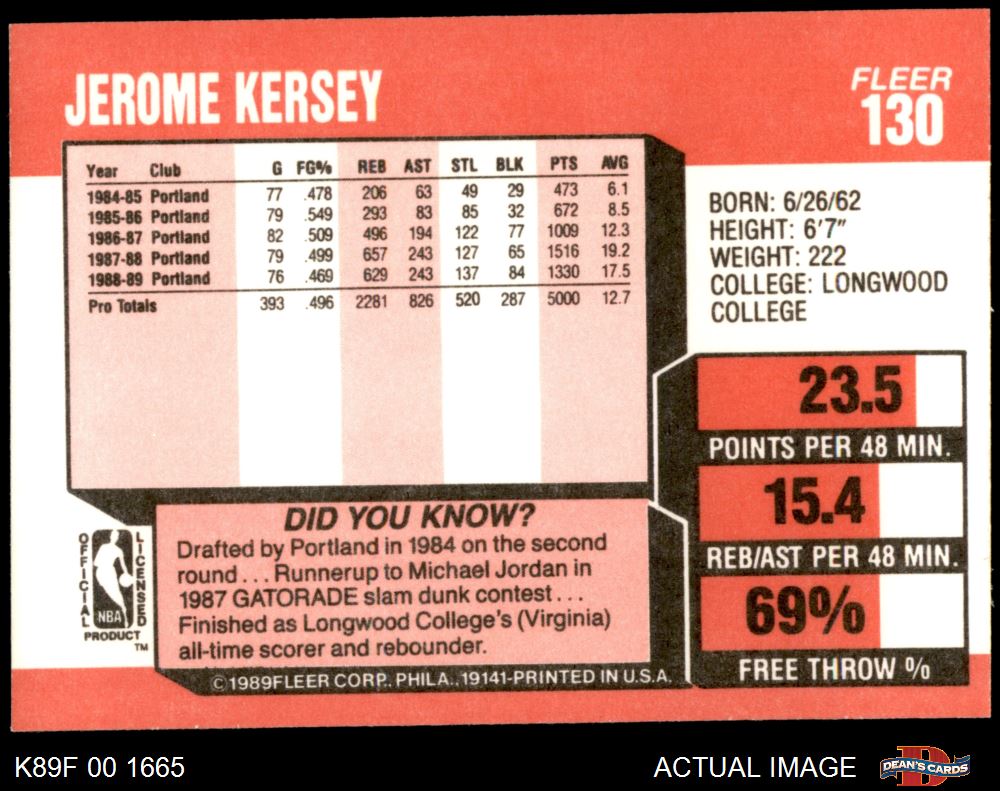 JEROME KERSEY
FLEER
130
Year Club G FG% REB AST STL BLK PTS AVG
1984-85 Portland 77 .478 206 63 49 29 473 6.1
1985-86 Portland 79 .549 293 83 85 32 672 8.5
1986-87 Portland 82 .509 496 194 122 77 1009 12.3
1987-88 Portland 79 .499 657 243 127 65 1516 19.2
1988-89 Portland 76 .469 629 243 137 84 1330 17.5
Pro Totals 393 .496 2281 826 520 287 5000 12.7
BORN: 6/26/62
HEIGHT: 6'7"
WEIGHT: 222
COLLEGE: LONGWOOD
COLLEGE
23.5
POINTS PER 48 MIN.
15.4
REB/AST PER 48 MIN.
69%
FREE THROW %
DID YOU KNOW?
Drafted by Portland in 1984 on the second
round... Runnerup to Michael Jordan in
1987 GATORADE slam dunk contest...
Finished as Longwood College's (Virginia)
all-time scorer and rebounder.
OFFICIAL
LICENSED
NBA
PRODUCT
TM
©1989FLEER CORP. PHILA., 19141-PRINTED IN U.S.A.
K89F 00 1665
ACTUAL IMAGE
D
DEAN'S CARDS